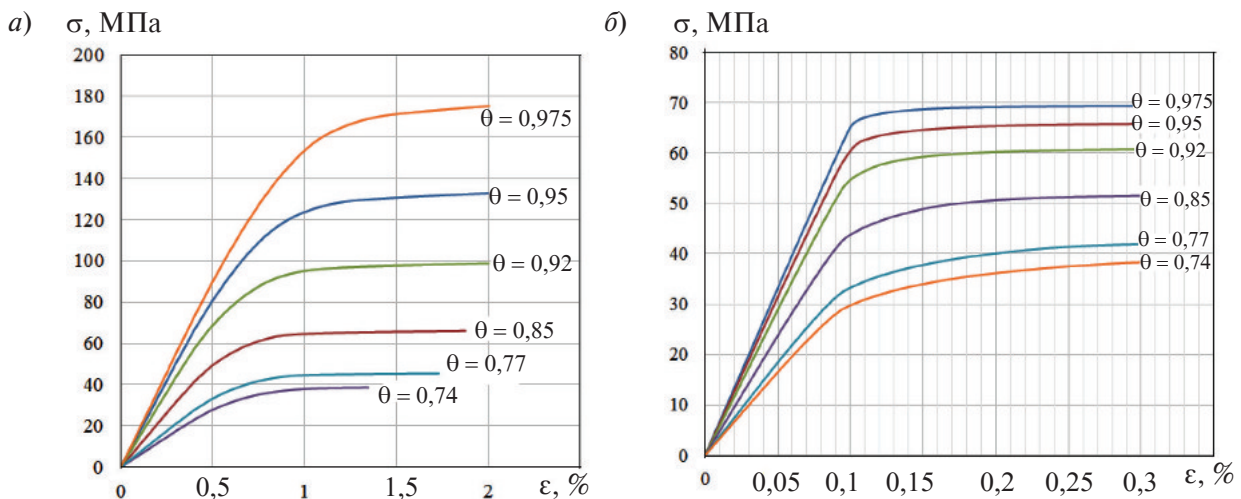 а) σ, МПа
200
180
160
140
120
100
80
60
40
20
0
θ = 0,975
θ = 0,95
θ = 0,92
θ = 0,85
θ = 0,77
θ = 0,74
0 0,5 1 1,5 2 ε, %
б) σ, МПа
80
70
60
50
40
30
20
10
0
θ = 0,975
θ = 0,95
θ = 0,92
θ = 0,85
θ = 0,77
θ = 0,74
0 0,05 0,1 0,15 0,2 0,25 0,3 ε, %